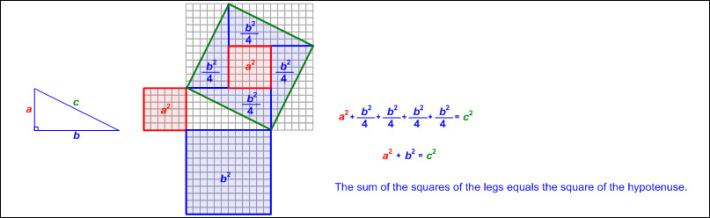 a
c
b
b²/4
b²/4
a²
b²/4
b²/4
a²
b²
a² + b²/4 + b²/4 + b²/4 + b²/4 = c²
a² + b² = c²
The sum of the squares of the legs equals the square of the hypotenuse.